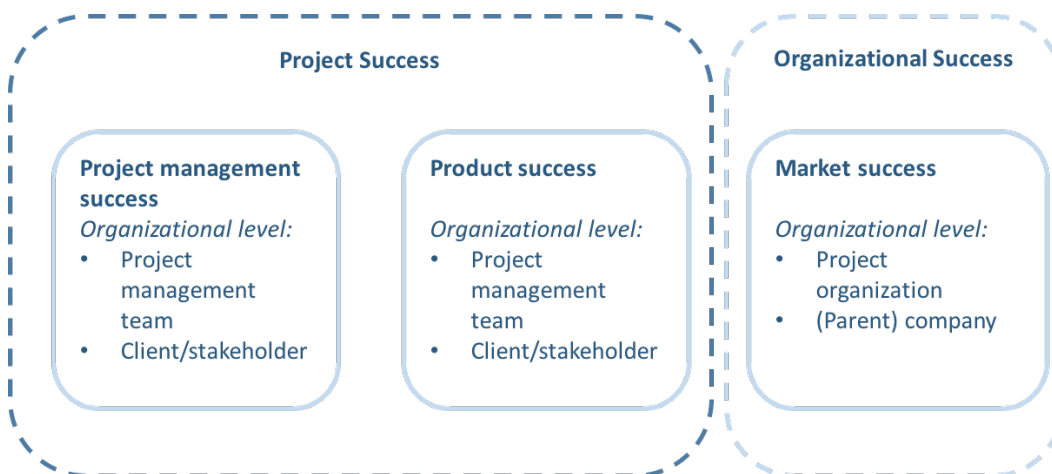 Project Success
Project management
success
Organizational level:
• Project
management
team
• Client/stakeholder
Product success
Organizational level:
• Project
management
team
• Client/stakeholder
Organizational Success
Market success
Organizational level:
• Project
organization
• (Parent) company